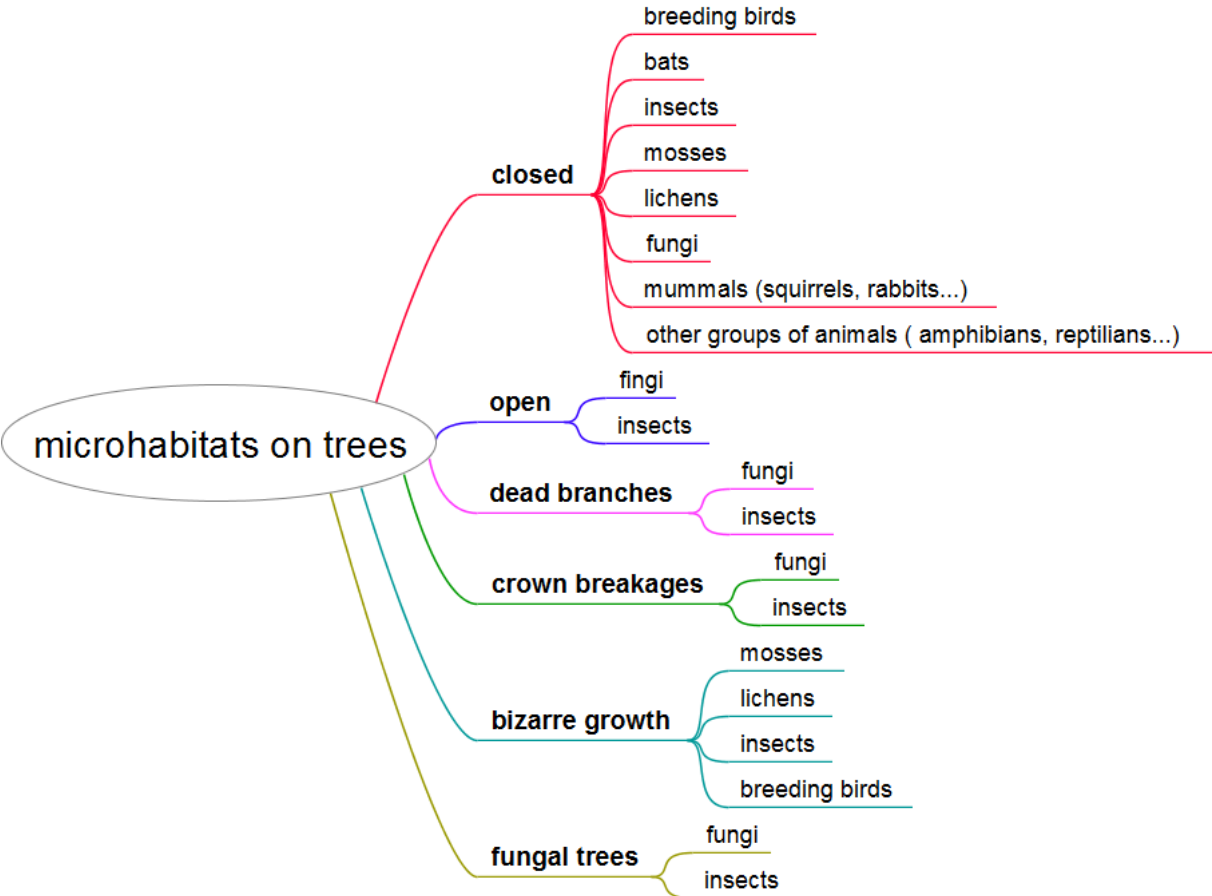 breeding birds
bats
insects
mosses
closed
lichens
fungi
mummals (squirrels, rabbits...)
other groups of animals ( amphibians, reptilians...)
fingi
open
insects
microhabitats on trees
fungi
dead branches
insects
fungi
crown breakages
insects
mosses
lichens
bizarre growth
insects
breeding birds
fungi
fungal trees
insects